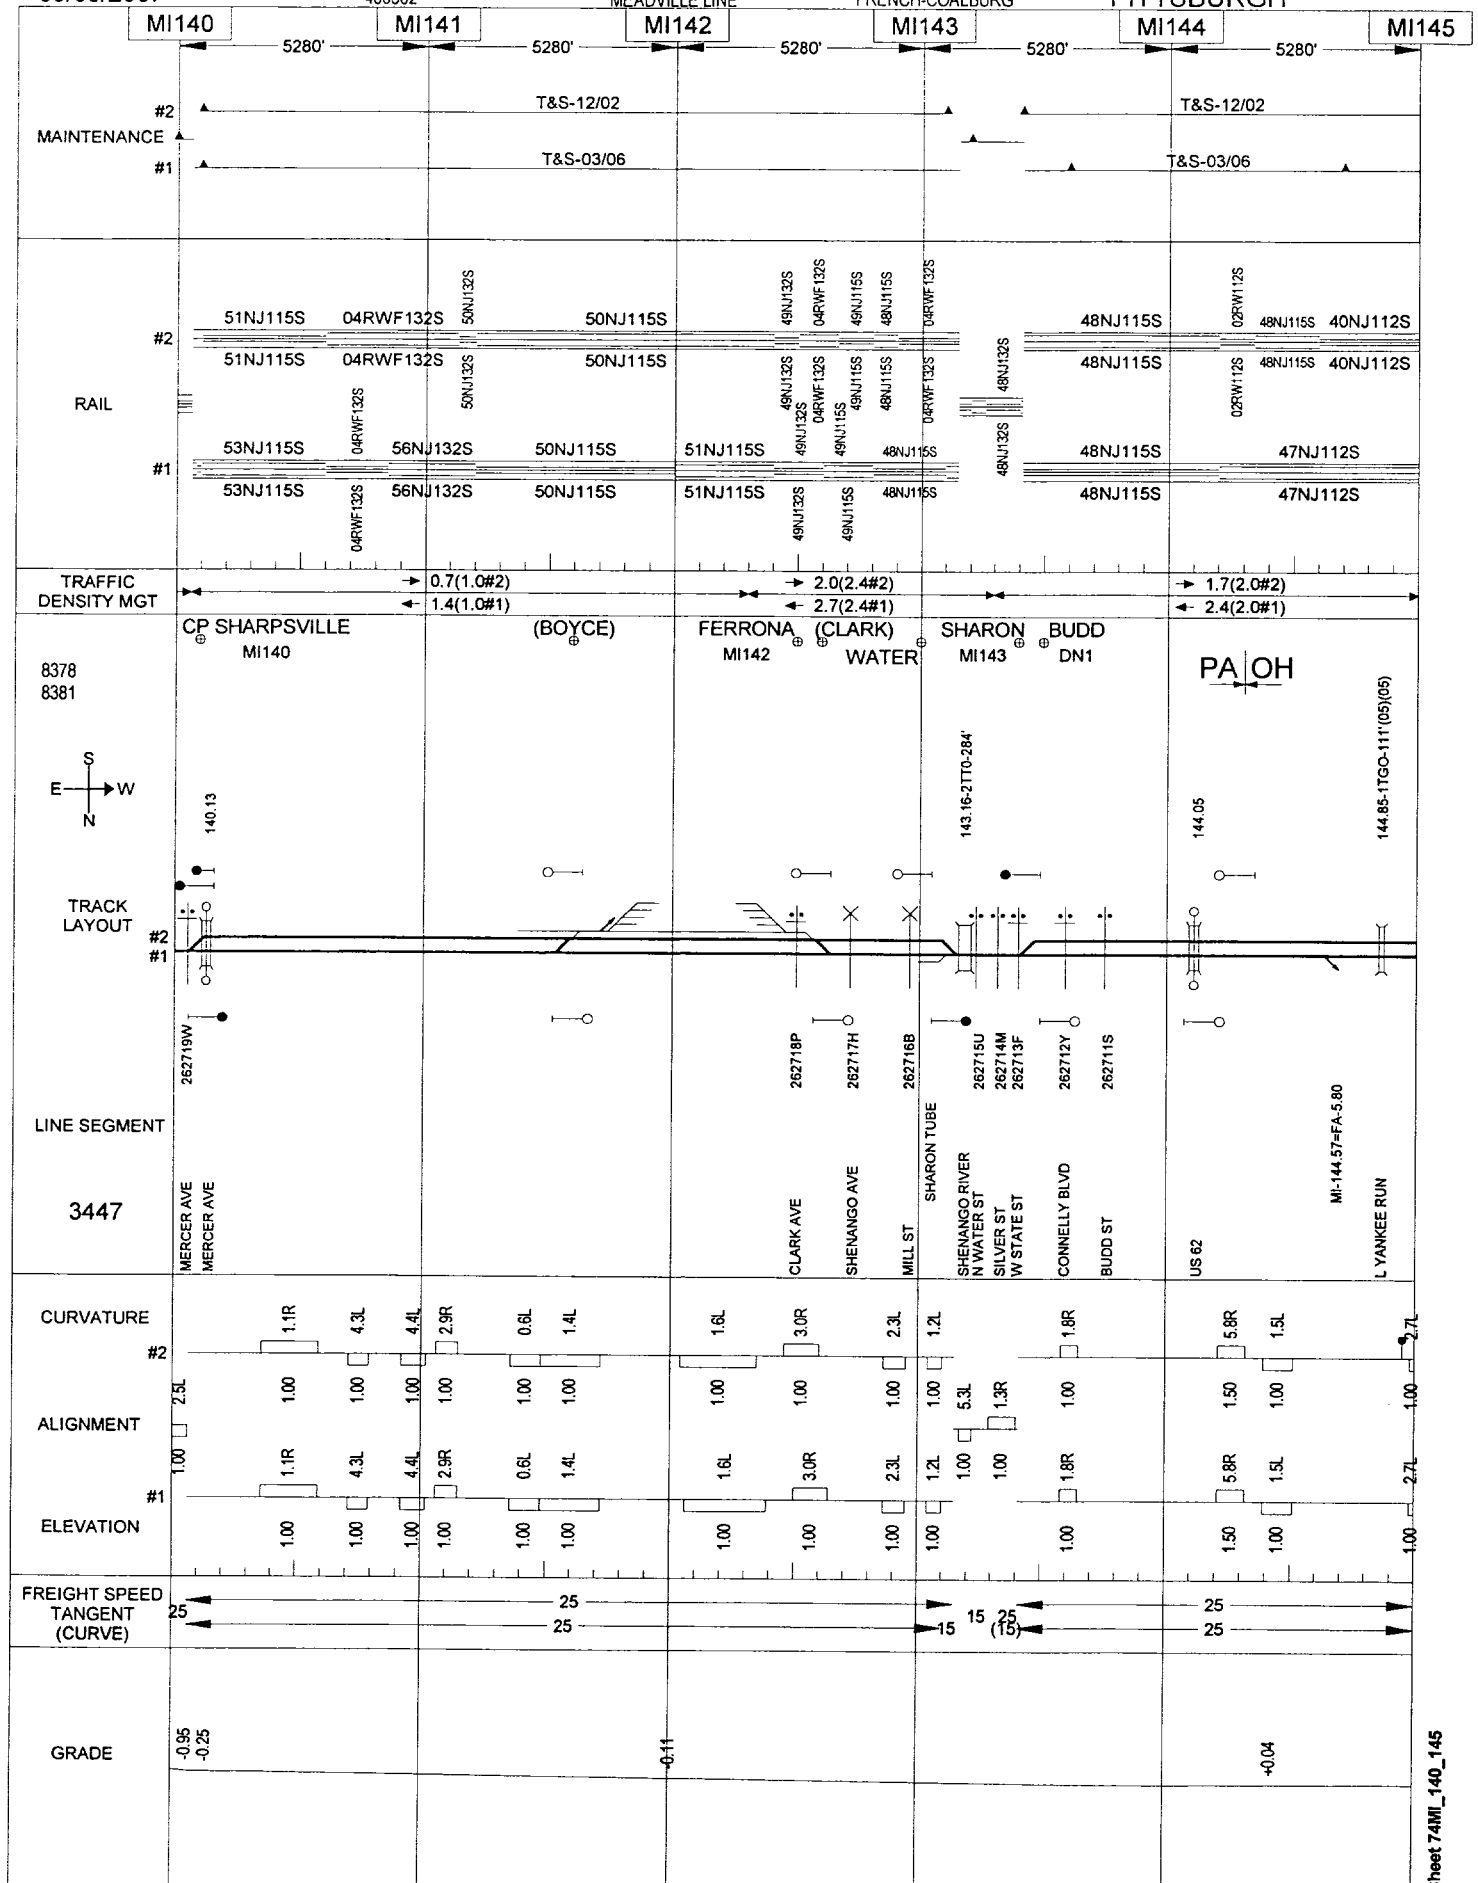 MEADVILLE LINE
FRENCH-COALBURG
PITTSBURGH
MI140 MI141 MI142 MI143 MI144 MI145
5280' 5280' 5280' 5280' 5280'
#2 T&S-12/02 T&S-12/02
MAINTENANCE
#1 T&S-03/06 T&S-03/06
50NJ132S 49NJ132S 04RWF132S 49NJ115S 48NJ115S 04RWF132S 02RW112S
51NJ115S 04RWF132S 50NJ115S 48NJ115S 48NJ115S 40NJ112S
#2
51NJ115S 04RWF132S 50NJ115S 48NJ115S 48NJ115S 40NJ112S
50NJ132S 49NJ132S 04RWF132S 49NJ115S 48NJ115S 04RWF132S 48NJ132S 02RW112S
RAIL
04RWF132S 49NJ132S 49NJ115S 48NJ132S
53NJ115S 56NJ132S 50NJ115S 51NJ115S 48NJ115S 48NJ115S 47NJ112S
#1
53NJ115S 56NJ132S 50NJ115S 51NJ115S 48NJ115S 48NJ115S 47NJ112S
04RWF132S 49NJ132S 49NJ115S
TRAFFIC 0.7(1.0#2) 2.0(2.4#2) 1.7(2.0#2)
DENSITY MGT 1.4(1.0#1) 2.7(2.4#1) 2.4(2.0#1)
CP SHARPSVILLE (BOYCE) FERRONA (CLARK) SHARON BUDD
MI140 MI142 WATER MI143 DN1
8378
8381
PA OH
S
E W
N
140.13 143.16-2TT0-284' 144.05 144.85-1TGO-111'(05)(05)
TRACK
LAYOUT
#2
#1
262719W 262718P 262717H 262716B 262715U 262714M 262713F 262712Y 262711S
LINE SEGMENT
3447
MERCER AVE
MERCER AVE
CLARK AVE
SHENANGO AVE
MILL ST
SHARON TUBE
SHENANGO RIVER
N WATER ST
SILVER ST
W STATE ST
CONNELLY BLVD
BUDD ST
US 62
MI-144.57=FA-5.80
L YANKEE RUN
CURVATURE 1.1R 4.3L 4.4L 2.9R 0.6L 1.4L 1.6L 3.0R 2.3L 1.2L 1.8R 5.8R 1.5L 2.7L
#2
2.5L 1.00 1.00 1.00 1.00 1.00 1.00 1.00 1.00 1.00 1.00 5.3L 1.3R 1.00 1.50 1.00 1.00
ALIGNMENT
1.00 1.1R 4.3L 4.4L 2.9R 0.6L 1.4L 1.6L 3.0R 2.3L 1.2L 1.00 1.00 1.8R 5.8R 1.5L 2.7L
#1
ELEVATION 1.00 1.00 1.00 1.00 1.00 1.00 1.00 1.00 1.00 1.00 1.00 1.50 1.00 1.00
FREIGHT SPEED 25 25
TANGENT 25 15 25
(CURVE) 25 15 (15) 25
GRADE -0.95 -0.25 -0.11 +0.04
heet 74MI_140_145